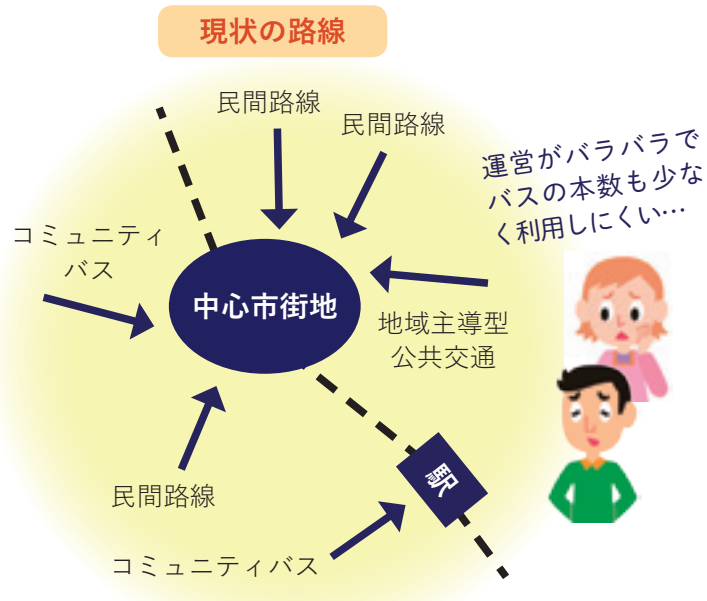 現状の路線
民間路線
民間路線
運営がバラバラで
バスの本数も少な
く利用しにくい…
コミュニティ
バス
中心市街地
地域主導型
公共交通
駅
民間路線
コミュニティバス